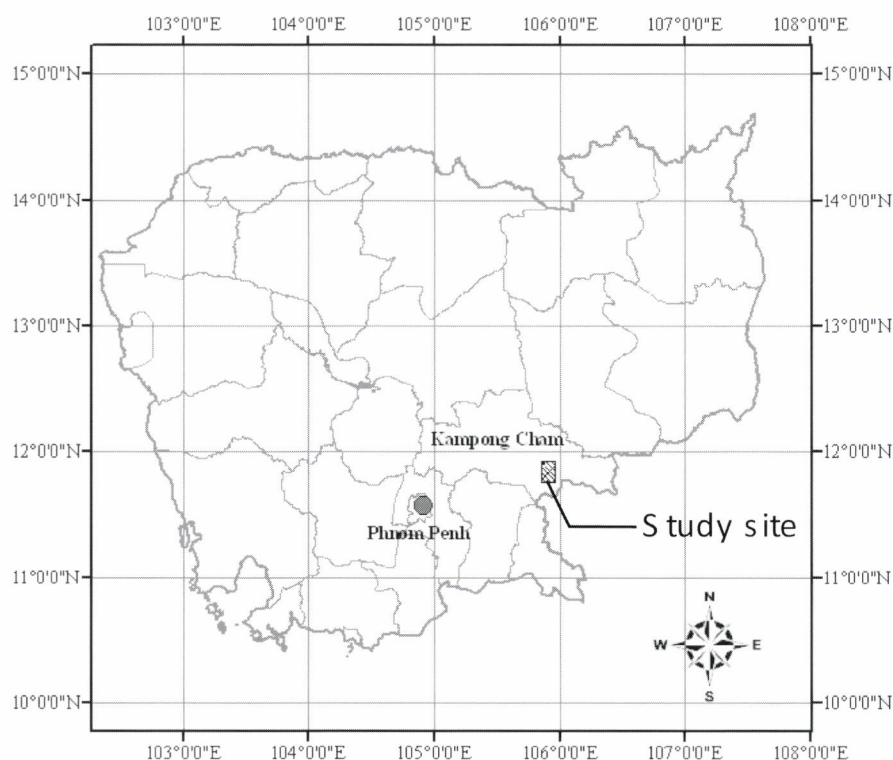 103°0'0"E 104°0'0"E 105°0'0"E 106°0'0"E 107°0'0"E 108°0'0"E
15°0'0"N 15°0'0"N
14°0'0"N 14°0'0"N
13°0'0"N 13°0'0"N
12°0'0"N 12°0'0"N
Kampong Cham
Study site
Phnom Penh
11°0'0"N 11°0'0"N
N
W E
S
10°0'0"N 10°0'0"N
103°0'0"E 104°0'0"E 105°0'0"E 106°0'0"E 107°0'0"E 108°0'0"E